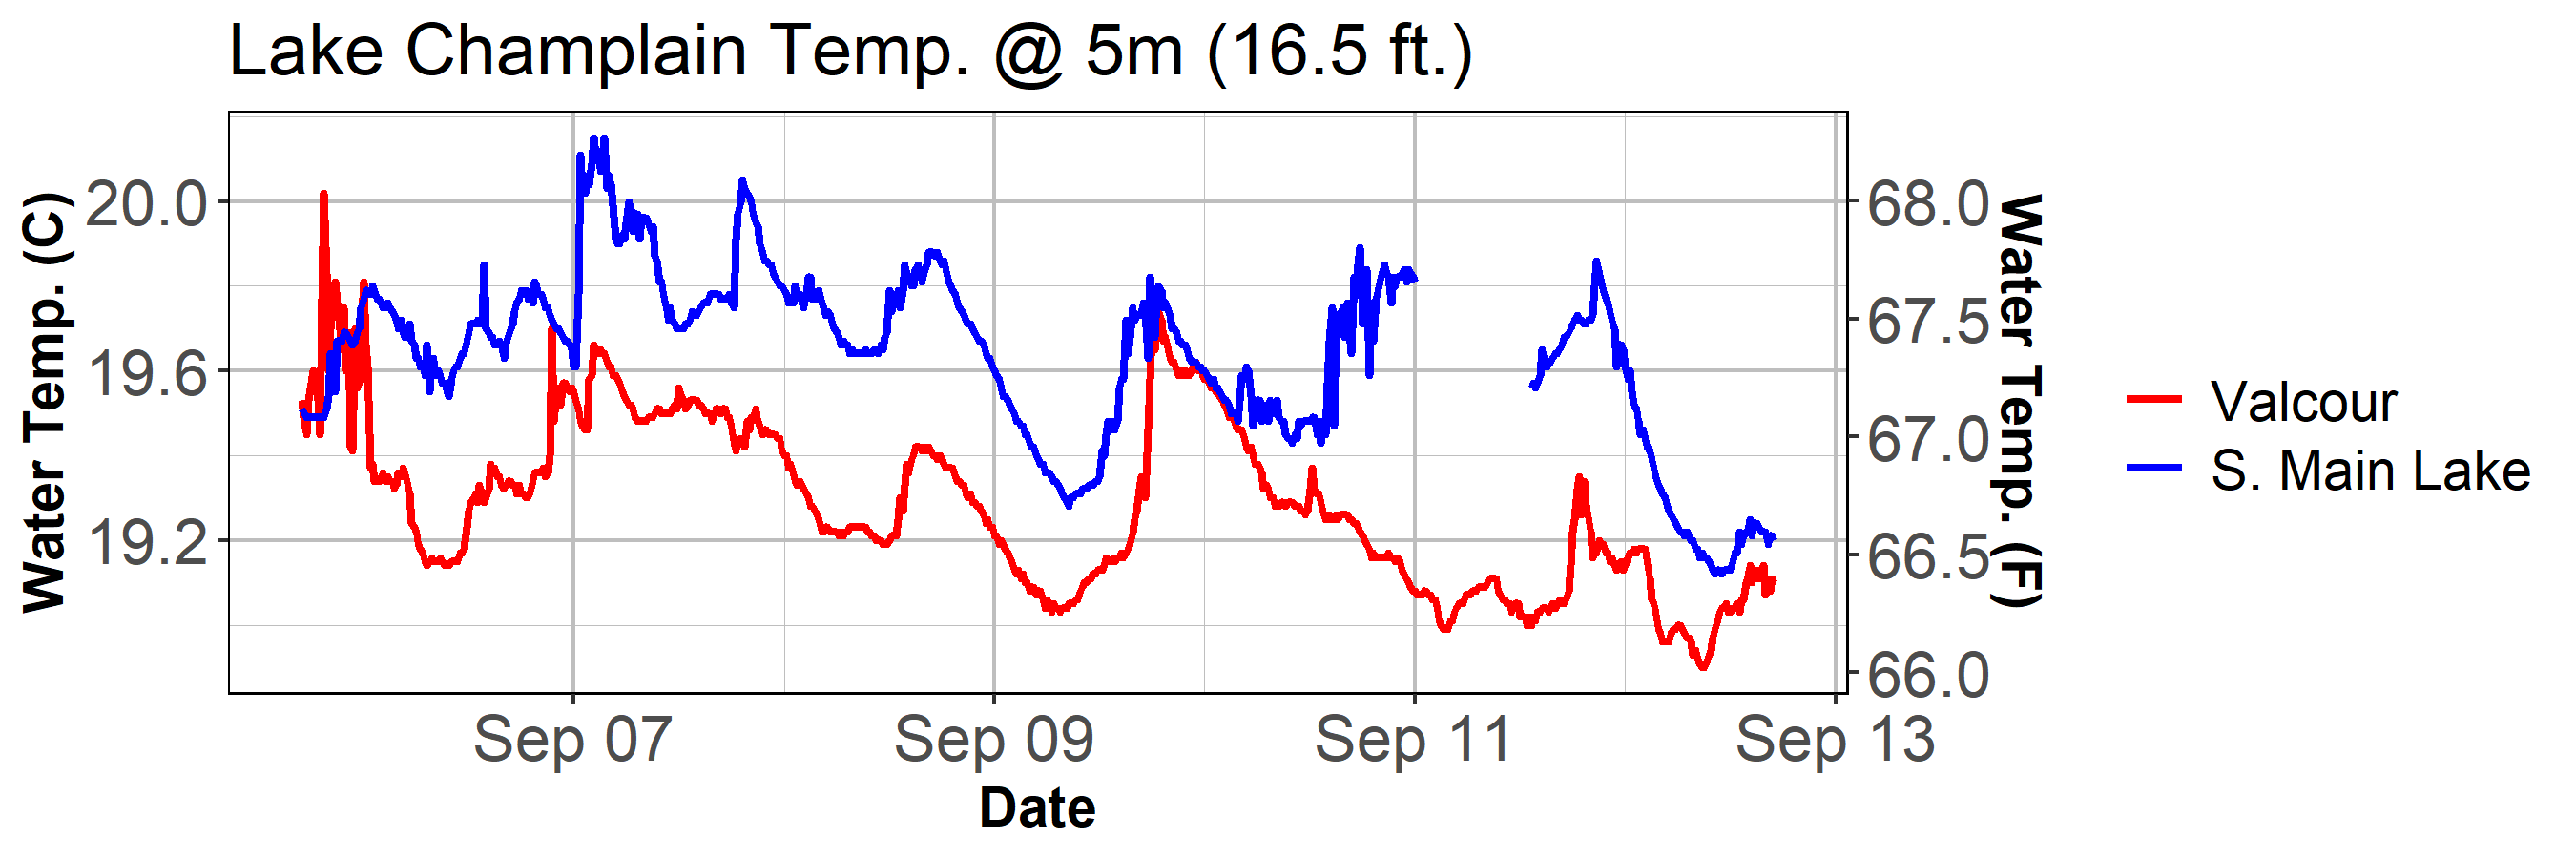 Lake Champlain Temp. @ 5m (16.5 ft.)
Water Temp. (C)
20.0
19.6
19.2
68.0
67.5
67.0
66.5
66.0
Water Temp. (F)
Sep 07
Sep 09
Sep 11
Sep 13
Date
Valcour
S. Main Lake